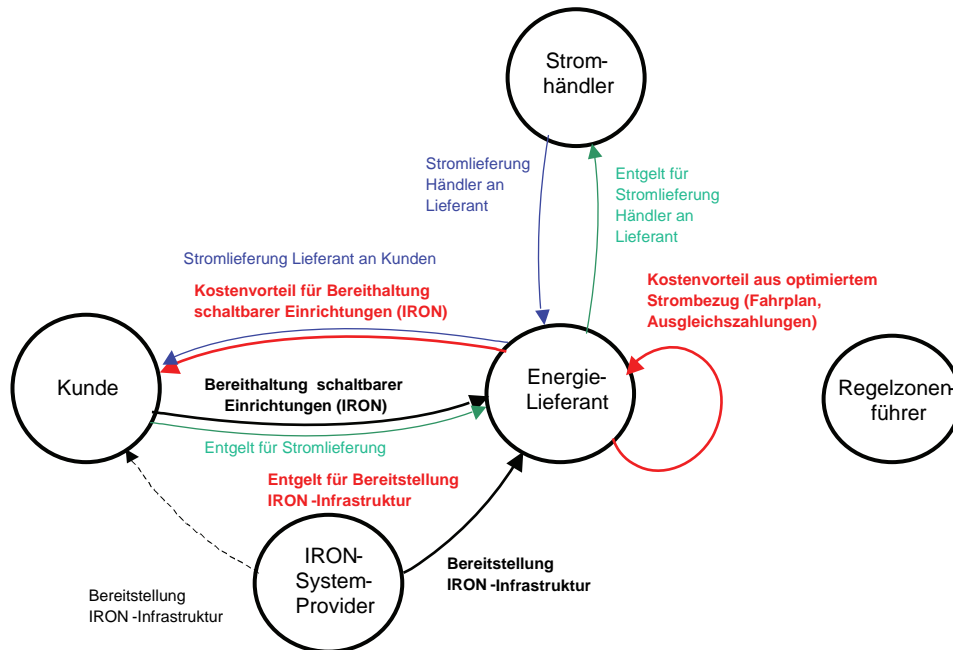 Strom-
händler
Stromlieferung
Händler an
Lieferant
Entgelt für
Stromlieferung
Händler an
Lieferant
Stromlieferung Lieferant an Kunden
Kostenvorteil für Bereithaltung
schaltbarer Einrichtungen (IRON)
Kostenvorteil aus optimiertem
Strombezug (Fahrplan,
Ausgleichszahlungen)
Kunde
Bereithaltung schaltbarer
Einrichtungen (IRON)
Energie-
Lieferant
Regelzonen-
führer
Entgelt für Stromlieferung
Entgelt für Bereitstellung
IRON -Infrastruktur
IRON-
System-
Provider
Bereitstellung
IRON -Infrastruktur
Bereitstellung
IRON -Infrastruktur